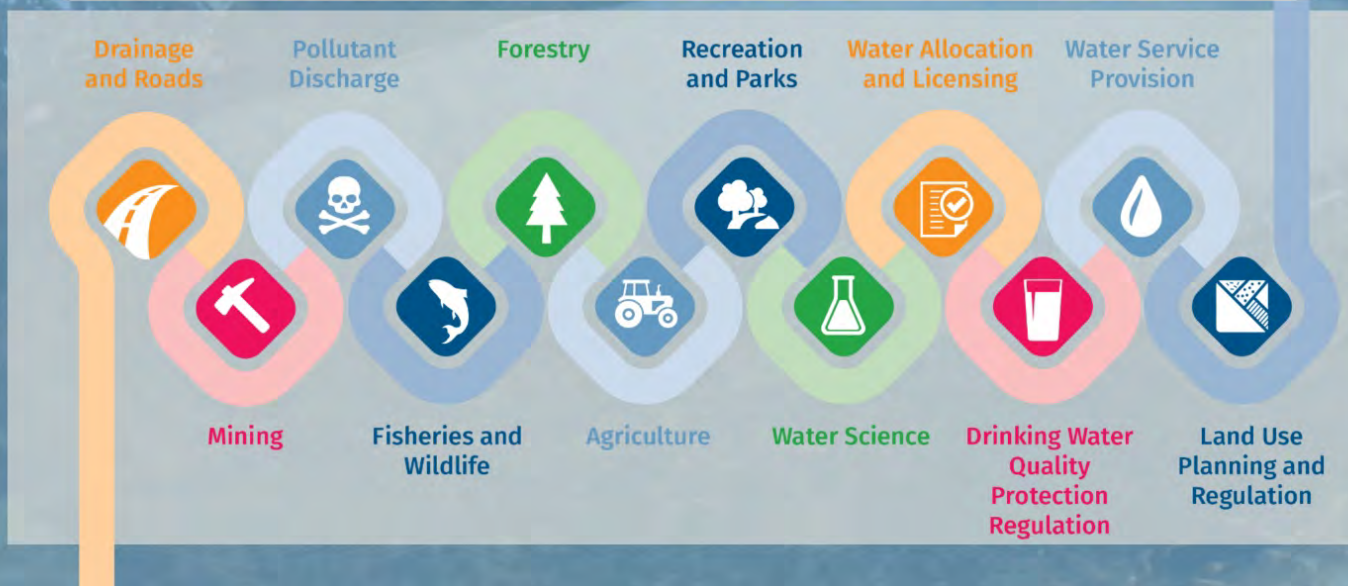 Drainage
and Roads
Pollutant
Discharge
Forestry
Recreation
and Parks
Water Allocation
and Licensing
Water Service
Provision
Mining
Fisheries and
Wildlife
Agriculture
Water Science
Drinking Water
Quality
Protection
Regulation
Land Use
Planning and
Regulation